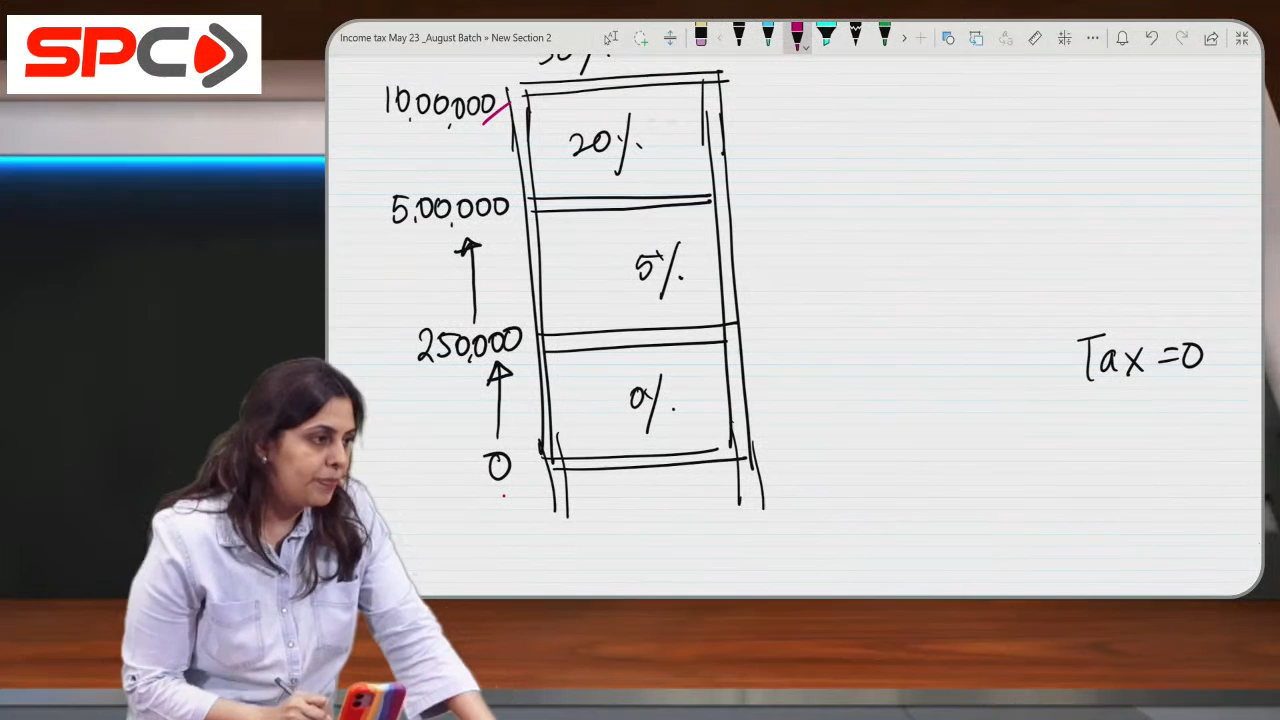 SPC
Income tax May 23 _August Batch » New Section 2
10,00,000
20%
5,00,000
5%
250,000
Tax =0
0%
0